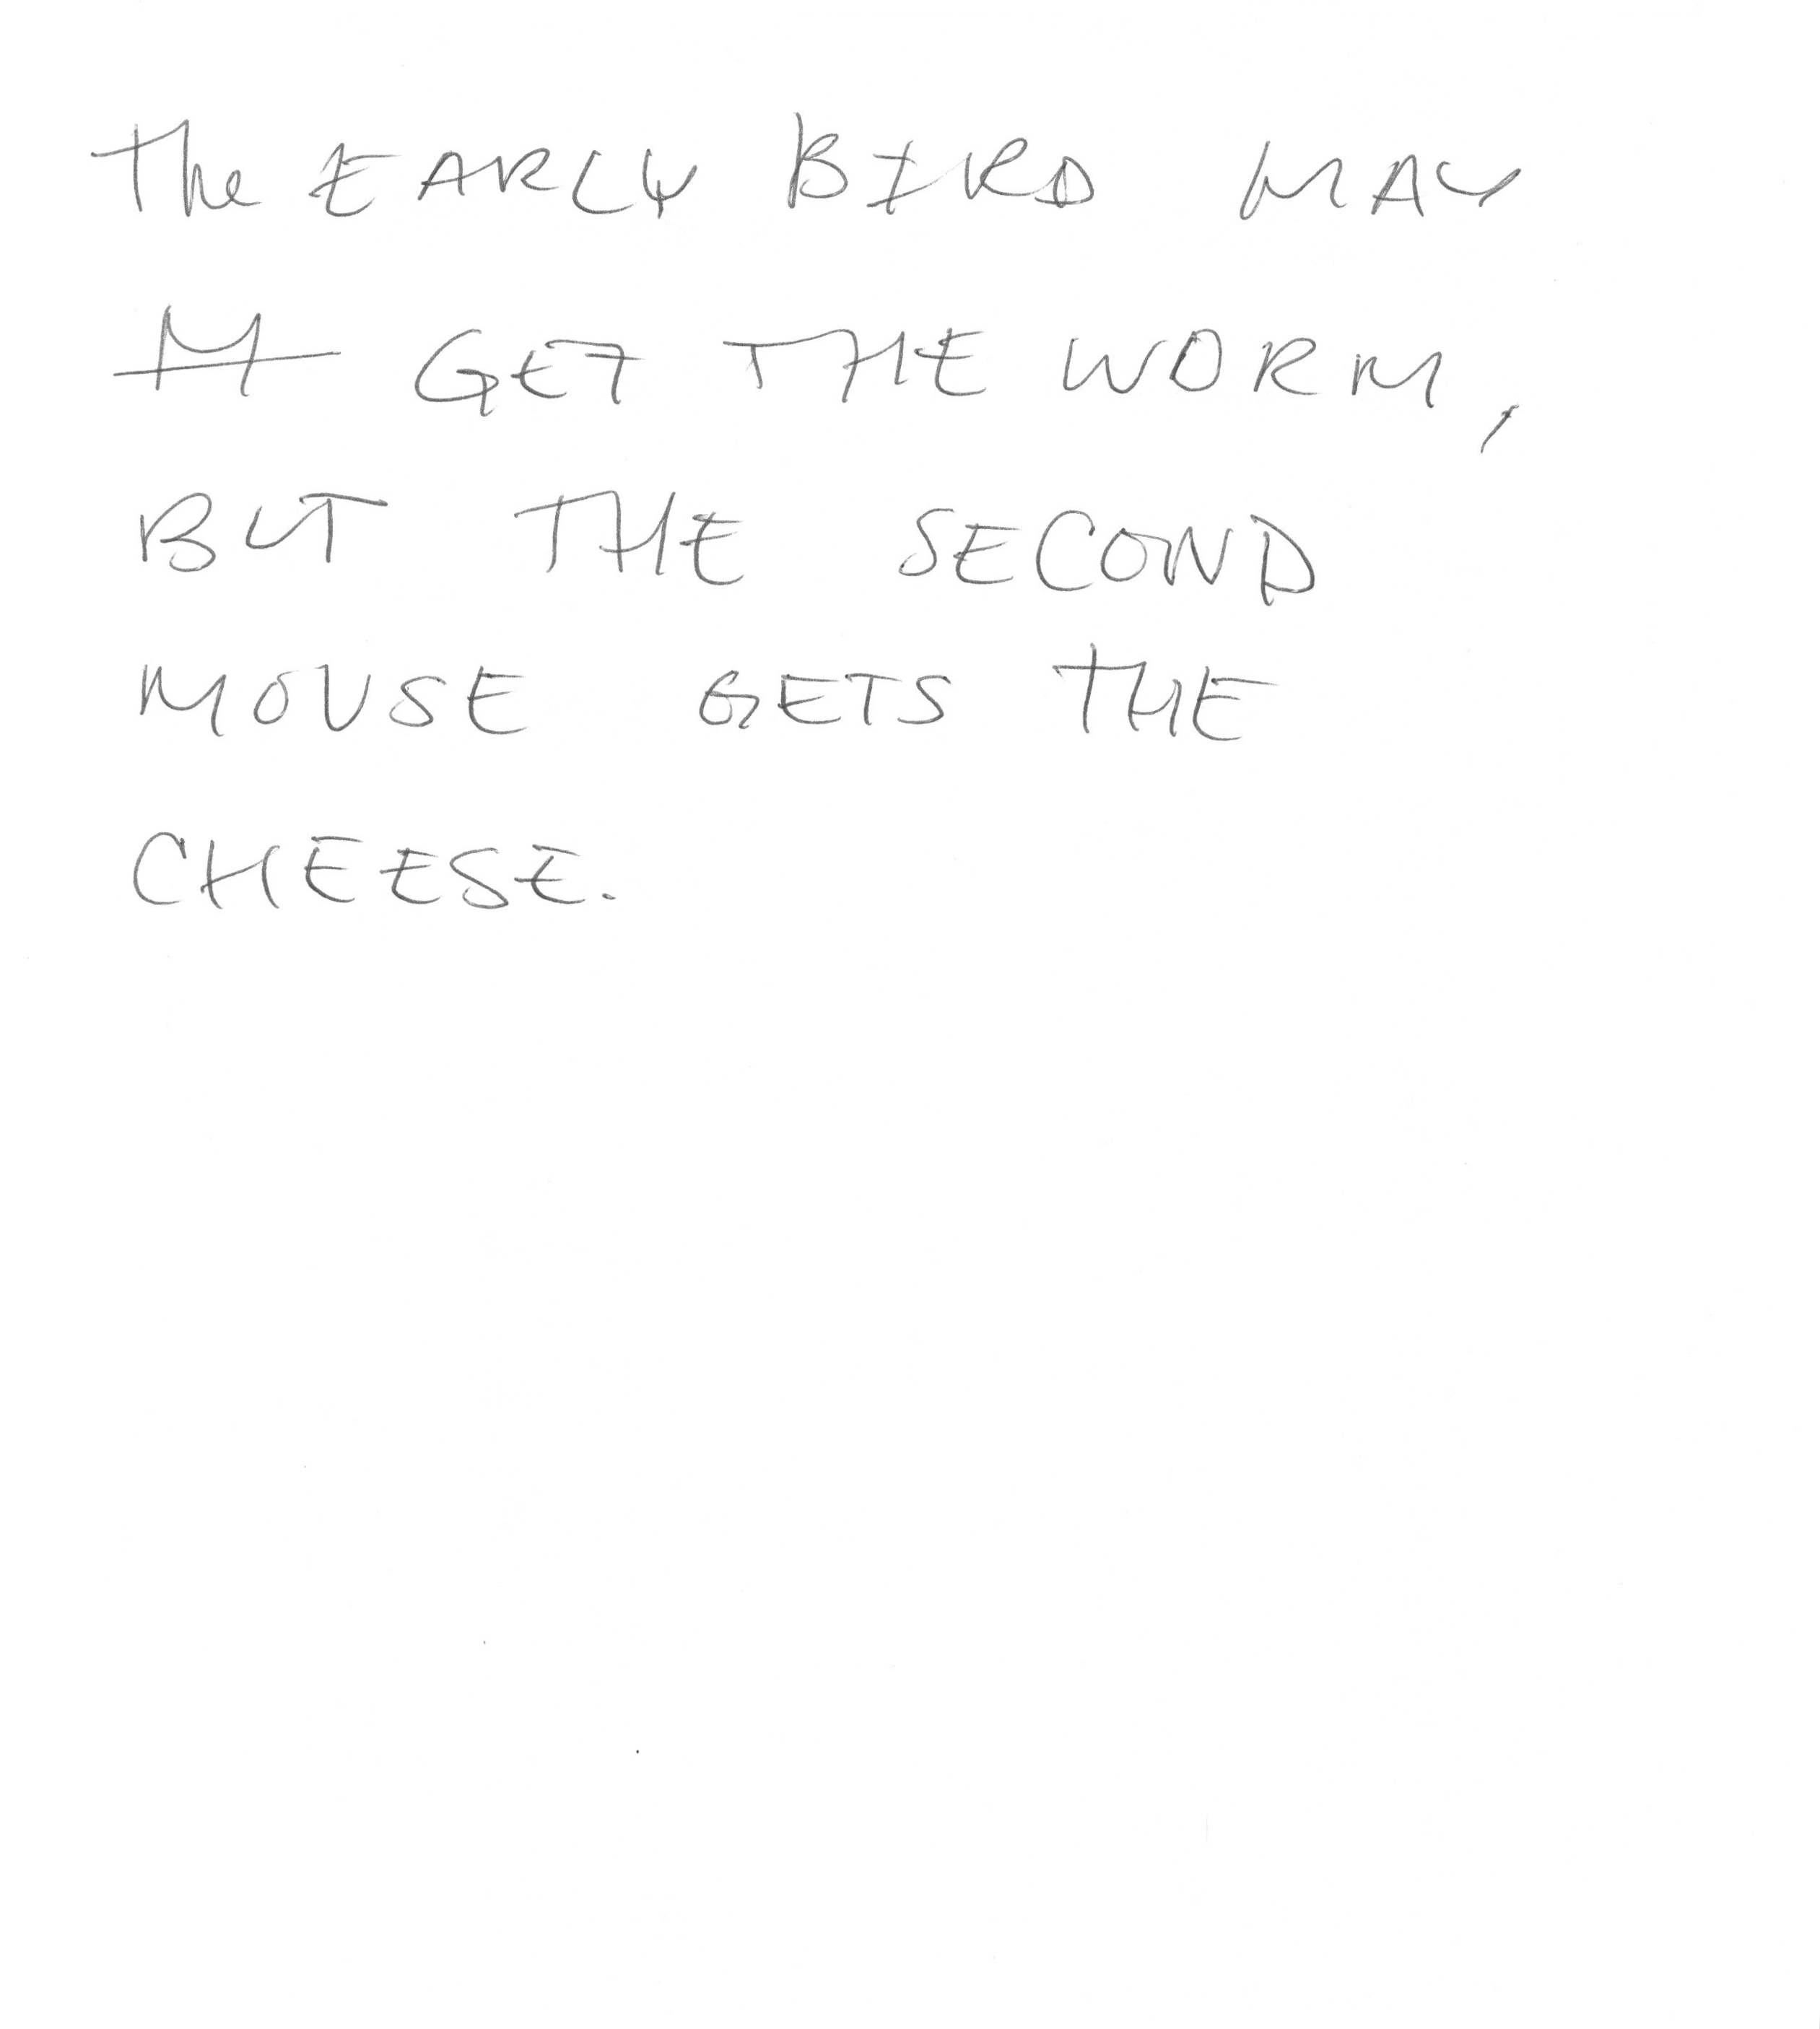 The EARLY BIRD MAY
M GET THE WORM,
BUT THE SECOND
MOUSE GETS THE
CHEESE.